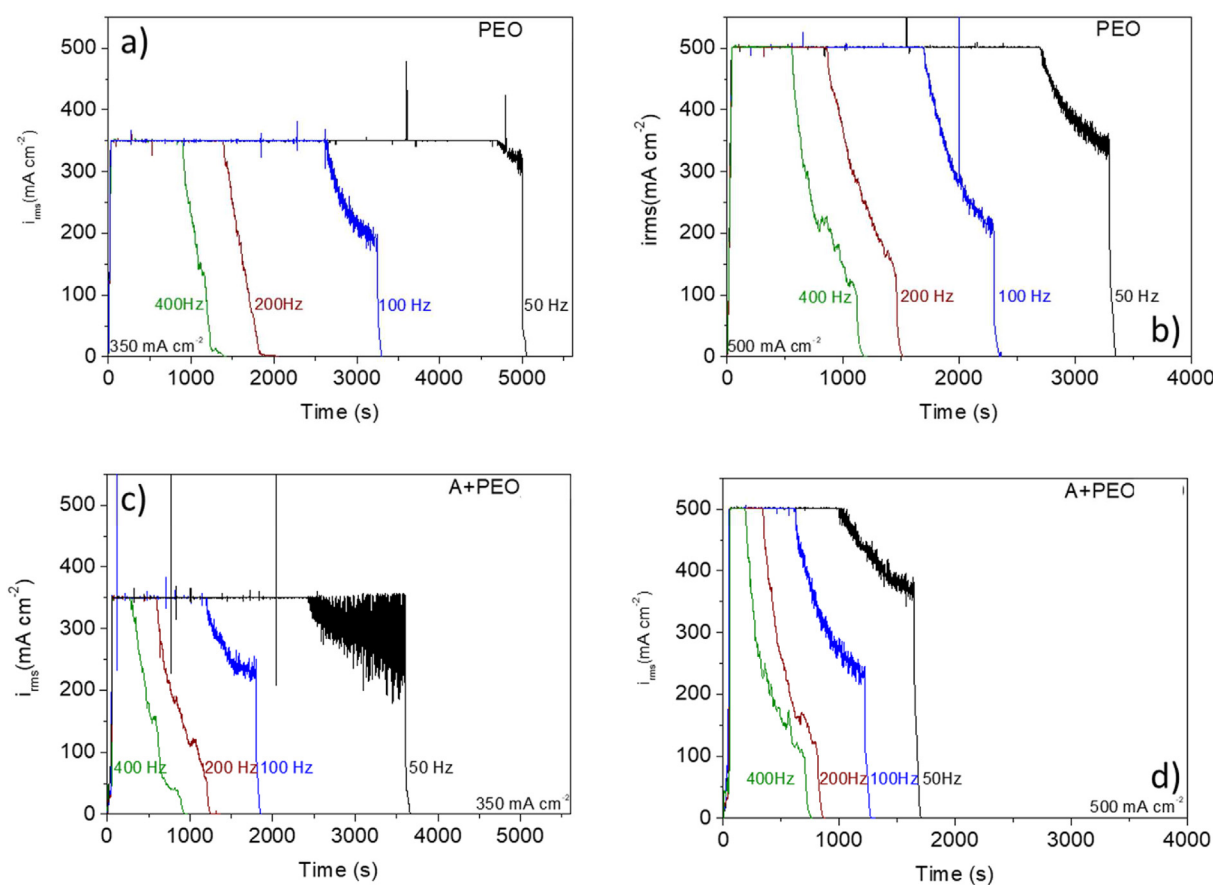 a)
PEO
500
400
300
200
100
0
i_rms(mA cm⁻²)
400Hz
200Hz
100 Hz
50 Hz
350 mA cm⁻²
0 1000 2000 3000 4000 5000
Time (s)
PEO
500
400
300
200
100
0
irms(mA cm⁻²)
400 Hz
200 Hz
100 Hz
50 Hz
b)
500 mA cm⁻²
0 1000 2000 3000 4000
Time (s)
c)
A+PEO
500
400
300
200
100
0
i_rms(mA cm⁻²)
400 Hz
200 Hz
100 Hz
50 Hz
350 mA cm⁻²
0 1000 2000 3000 4000 5000
Time (s)
A+PEO
500
400
300
200
100
0
i_rms(mA cm⁻²)
400Hz
200Hz
100Hz
50Hz
d)
500 mA cm⁻²
0 1000 2000 3000 4000
Time (s)